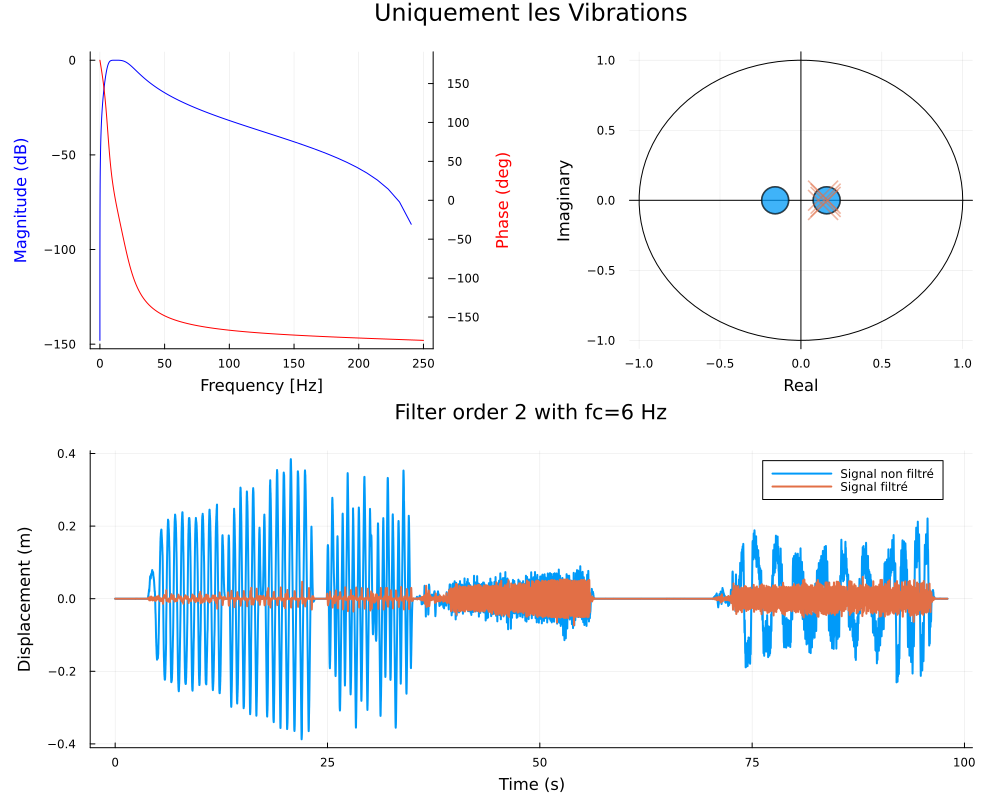 Uniquement les Vibrations
0
−50
−100
−150
Magnitude (dB)
150
100
50
0
−50
−100
−150
Phase (deg)
0 50 100 150 200 250
Frequency [Hz]
1.0
0.5
0.0
−0.5
−1.0
Imaginary
−1.0 −0.5 0.0 0.5 1.0
Real
Filter order 2 with fc=6 Hz
0.4
0.2
0.0
−0.2
−0.4
Displacement (m)
Signal non filtré
Signal filtré
0 25 50 75 100
Time (s)